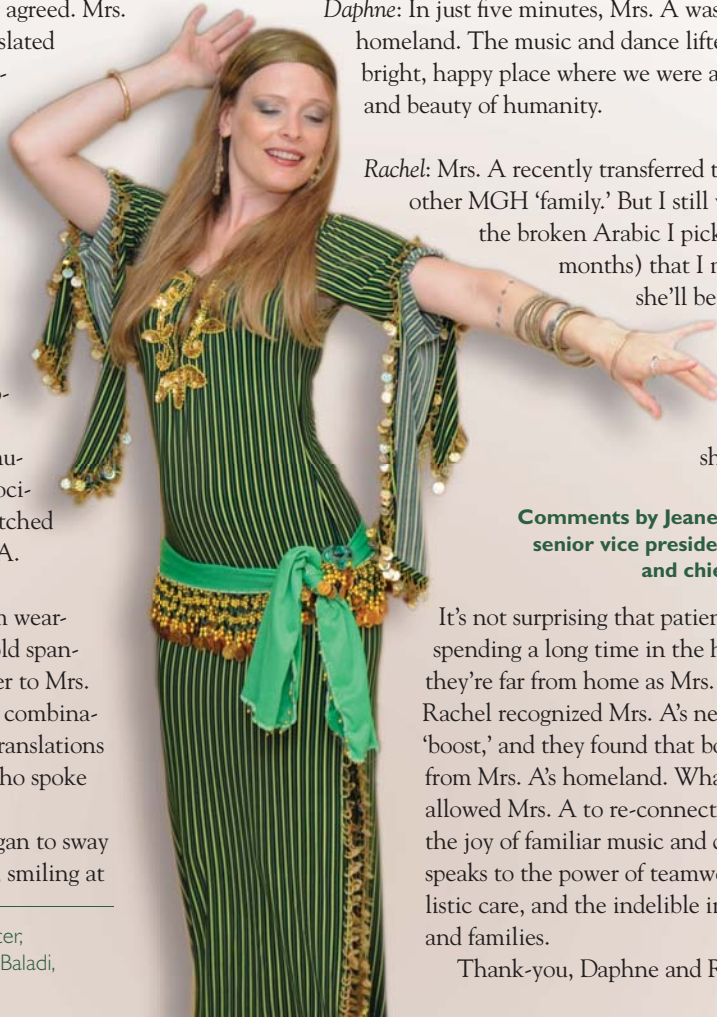 agreed. Mrs.
slated
-
-
nu-
oci-
tched
A.
n wear-
old span-
er to Mrs.
combina-
ranslations
ho spoke
gan to sway
smiling at
ter,
Baladi,
Daphne: In just five minutes, Mrs. A was
homeland. The music and dance lifte
bright, happy place where we were a
and beauty of humanity.
Rachel: Mrs. A recently transferred t
other MGH ‘family.’ But I still
the broken Arabic I pick
months) that I
she’ll be
sh
Comments by Jeane
senior vice preside
and chie
It’s not surprising that patien
spending a long time in the h
they’re far from home as Mrs.
Rachel recognized Mrs. A’s ne
‘boost,’ and they found that bo
from Mrs. A’s homeland. Wha
allowed Mrs. A to re-connect
the joy of familiar music and
speaks to the power of teamw
listic care, and the indelible i
and families.
Thank-you, Daphne and R